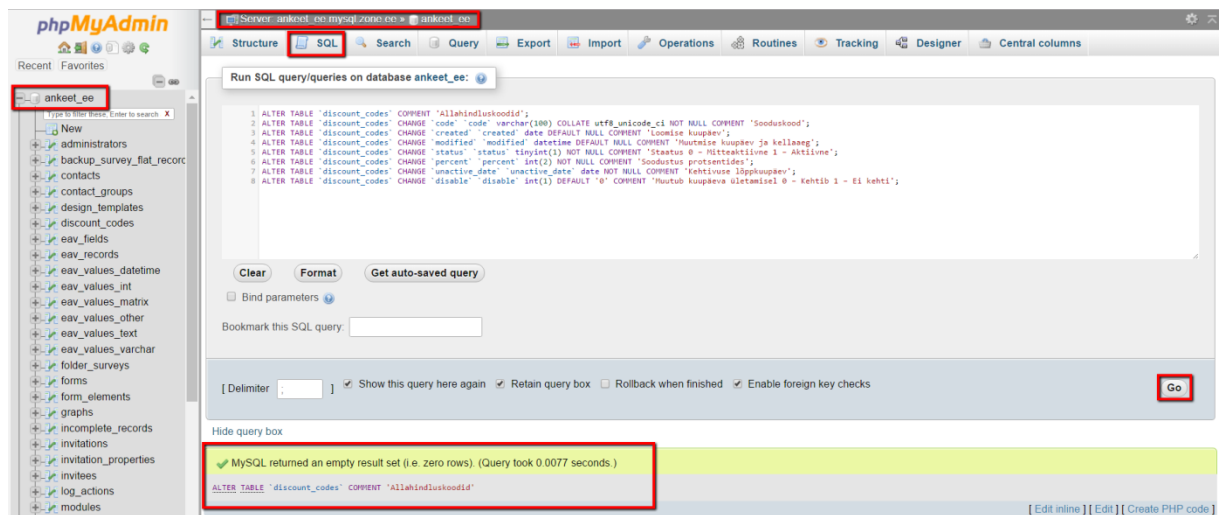 phpMyAdmin
Recent Favorites
ankeet_ee
Type to filter these, Enter to search X
New
administrators
backup_survey_flat_record
contacts
contact_groups
design_templates
discount_codes
eav_fields
eav_records
eav_values_datetime
eav_values_int
eav_values_matrix
eav_values_other
eav_values_text
eav_values_varchar
folder_surveys
forms
form_elements
graphs
incomplete_records
invitations
invitation_properties
invitees
log_actions
modules
Server: ankeet_ee.mysql.zone.ee » ankeet_ee
Structure SQL Search Query Export Import Operations Routines Tracking Designer Central columns
Run SQL query/queries on database ankeet_ee:
1 ALTER TABLE `discount_codes` COMMENT 'Allahindluskoodid';
2 ALTER TABLE `discount_codes` CHANGE `code` `code` varchar(100) COLLATE utf8_unicode_ci NOT NULL COMMENT 'Sooduskood';
3 ALTER TABLE `discount_codes` CHANGE `created` `created` date DEFAULT NULL COMMENT 'Loomise kuupäev';
4 ALTER TABLE `discount_codes` CHANGE `modified` `modified` datetime DEFAULT NULL COMMENT 'Muutmise kuupäev ja kellaaeg';
5 ALTER TABLE `discount_codes` CHANGE `status` `status` tinyint(1) NOT NULL COMMENT 'Staatus 0 - Mitteaktiivne 1 - Aktiivne';
6 ALTER TABLE `discount_codes` CHANGE `percent` `percent` int(2) NOT NULL COMMENT 'Soodustus protsentides';
7 ALTER TABLE `discount_codes` CHANGE `unactive_date` `unactive_date` date NOT NULL COMMENT 'Kehtivuse lõppkuupäev';
8 ALTER TABLE `discount_codes` CHANGE `disable` `disable` int(1) DEFAULT '0' COMMENT 'Muutub kuupäeva ületamisel 0 - Kehtib 1 - Ei kehti';
Clear Format Get auto-saved query
Bind parameters
Bookmark this SQL query:
[ Delimiter ; ] Show this query here again Retain query box Rollback when finished Enable foreign key checks
Go
Hide query box
MySQL returned an empty result set (i.e. zero rows). (Query took 0.0077 seconds.)
ALTER TABLE `discount_codes` COMMENT 'Allahindluskoodid'
[ Edit inline ] [ Edit ] [ Create PHP code ]